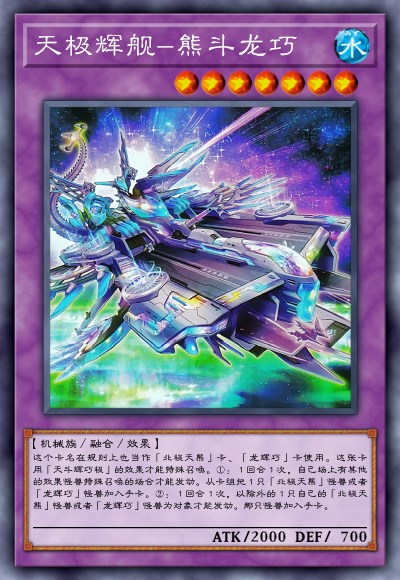 天极辉舰-熊斗龙巧
水
【机械族/融合/效果】
这个卡名在规则上也当作「北极天熊」卡、「龙辉巧」卡使用。这张卡
用「天斗辉巧极」的效果才能特殊召唤。①：1回合1次，自己场上有其他
的效果怪兽特殊召唤的场合才能发动。从卡组把1只「北极天熊」怪兽或者
「龙辉巧」怪兽加入手卡。②：1回合1次，以除外的1只自己的「北极天
熊」怪兽或者「龙辉巧」怪兽为对象才能发动。那只怪兽加入手卡。
ATK/2000 DEF/ 700